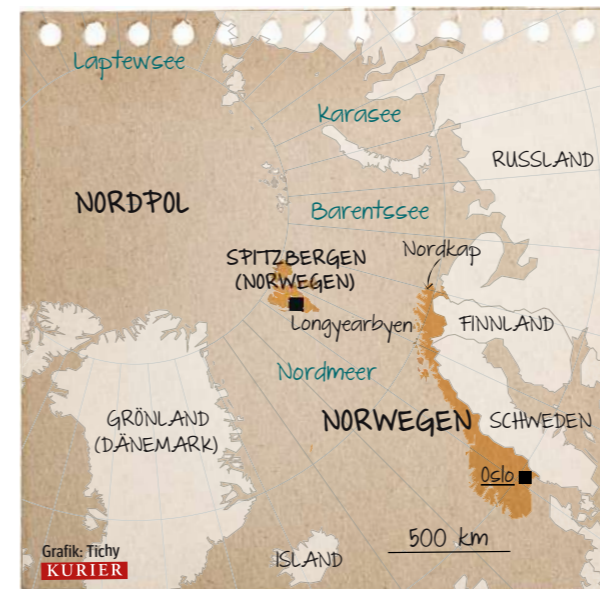 Laptewsee
Karasee
RUSSLAND
NORDPOL
Barentssee
Nordkap
SPITZBERGEN
(NORWEGEN)
Longyearbyen
FINNLAND
Nordmeer
GRÖNLAND
(DÄNEMARK)
NORWEGEN
SCHWEDEN
Oslo
500 km
ISLAND
Grafik: Tichy
KURIER